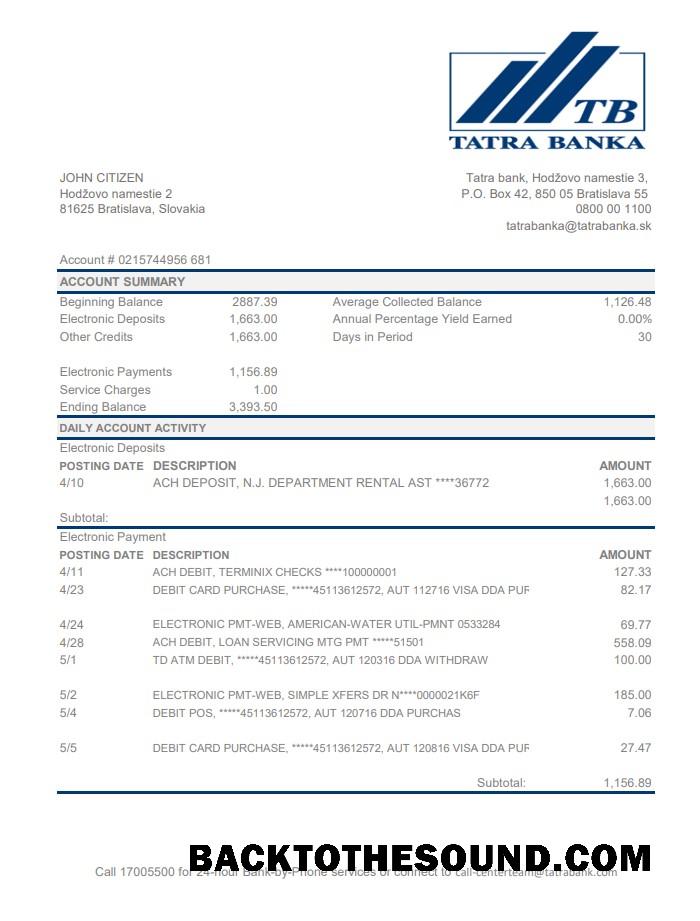 TB
TATRA BANKA
JOHN CITIZEN
Hodžovo namestie 2
81625 Bratislava, Slovakia
Tatra bank, Hodžovo namestie 3,
P.O. Box 42, 850 05 Bratislava 55
0800 00 1100
tatrabanka@tatrabanka.sk
Account # 0215744956 681
ACCOUNT SUMMARY
Beginning Balance 2887.39 Average Collected Balance 1,126.48
Electronic Deposits 1,663.00 Annual Percentage Yield Earned 0.00%
Other Credits 1,663.00 Days in Period 30
Electronic Payments 1,156.89
Service Charges 1.00
Ending Balance 3,393.50
DAILY ACCOUNT ACTIVITY
Electronic Deposits
POSTING DATE DESCRIPTION AMOUNT
4/10 ACH DEPOSIT, N.J. DEPARTMENT RENTAL AST ****36772 1,663.00
1,663.00
Subtotal:
Electronic Payment
POSTING DATE DESCRIPTION AMOUNT
4/11 ACH DEBIT, TERMINIX CHECKS ****100000001 127.33
4/23 DEBIT CARD PURCHASE, *****45113612572, AUT 112716 VISA DDA PUR 82.17
4/24 ELECTRONIC PMT-WEB, AMERICAN-WATER UTIL-PMNT 0533284 69.77
4/28 ACH DEBIT, LOAN SERVICING MTG PMT *****51501 558.09
5/1 TD ATM DEBIT, *****45113612572, AUT 120316 DDA WITHDRAW 100.00
5/2 ELECTRONIC PMT-WEB, SIMPLE XFERS DR N****0000021K6F 185.00
5/4 DEBIT POS, *****45113612572, AUT 120716 DDA PURCHAS 7.06
5/5 DEBIT CARD PURCHASE, *****45113612572, AUT 120816 VISA DDA PUR 27.47
Subtotal: 1,156.89
BACKTOTHESOUND.COM
Call 17005500 for 24-hour Bank-by-Phone services or connect to call-centerteam@tatrabank.com